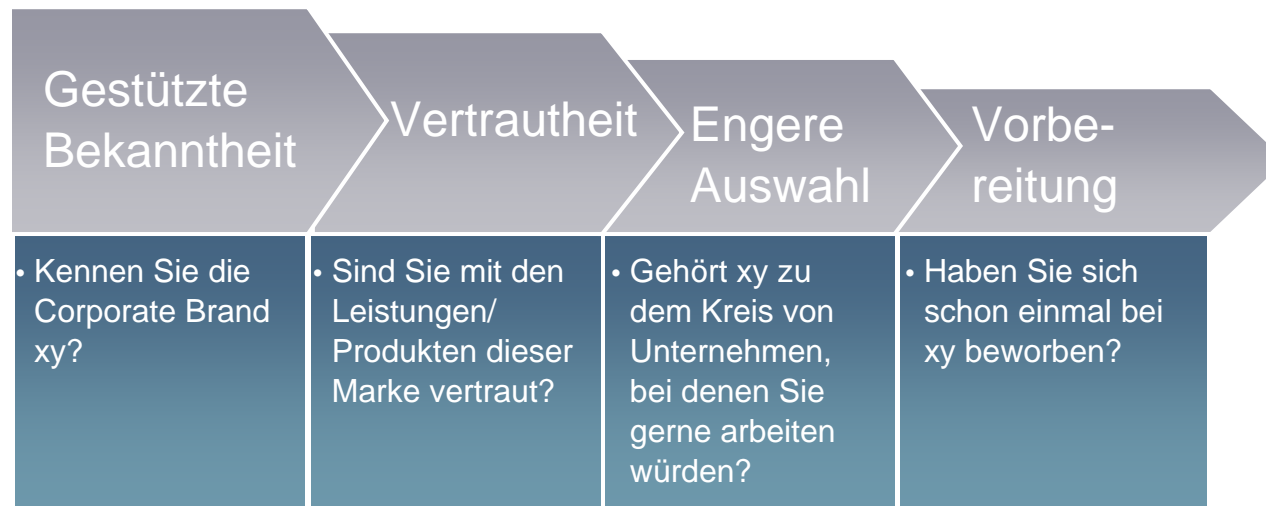 Gestützte
Bekanntheit
Vertrautheit
Engere
Auswahl
Vorbe-
reitung
• Kennen Sie die
Corporate Brand
xy?
• Sind Sie mit den
Leistungen/
Produkten dieser
Marke vertraut?
• Gehört xy zu
dem Kreis von
Unternehmen,
bei denen Sie
gerne arbeiten
würden?
• Haben Sie sich
schon einmal bei
xy beworben?